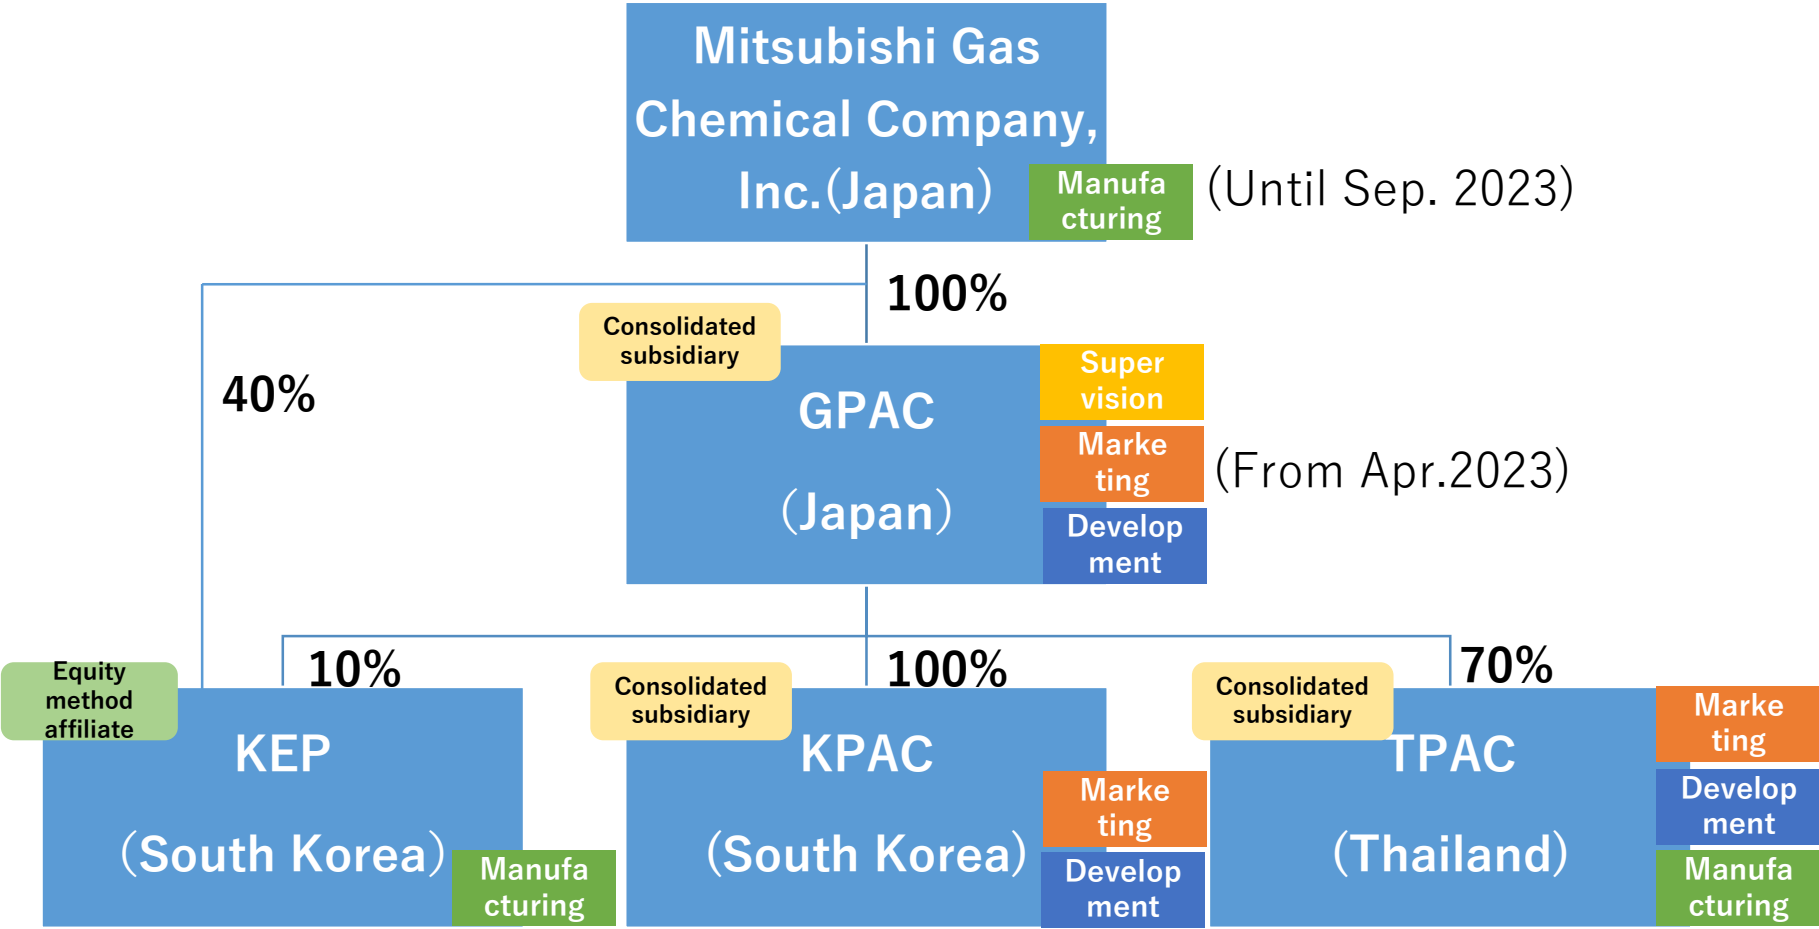 Mitsubishi Gas
Chemical Company,
Inc.(Japan)
Manufa
cturing
(Until Sep. 2023)
100%
Consolidated
subsidiary
40%
GPAC
(Japan)
Super
vision
Marke
ting
Develop
ment
(From Apr.2023)
10%
100%
70%
Equity
method
affiliate
KEP
(South Korea)
Manufa
cturing
Consolidated
subsidiary
KPAC
(South Korea)
Marke
ting
Develop
ment
Consolidated
subsidiary
TPAC
(Thailand)
Marke
ting
Develop
ment
Manufa
cturing